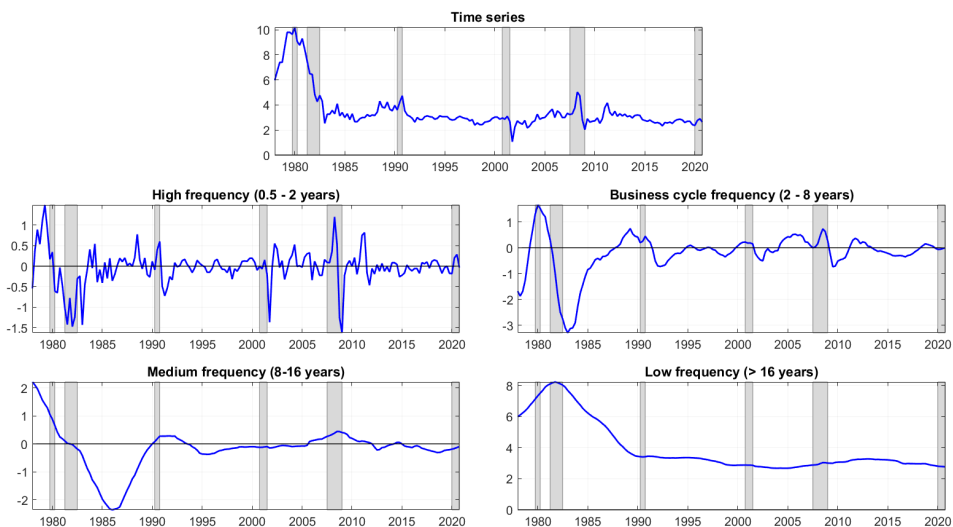 Time series
10
8
6
4
2
0
1980 1985 1990 1995 2000 2005 2010 2015 2020
High frequency (0.5 - 2 years)
1
0.5
0
-0.5
-1
-1.5
1980 1985 1990 1995 2000 2005 2010 2015 2020
Business cycle frequency (2 - 8 years)
1
0
-1
-2
-3
1980 1985 1990 1995 2000 2005 2010 2015 2020
Medium frequency (8-16 years)
2
1
0
-1
-2
1980 1985 1990 1995 2000 2005 2010 2015 2020
Low frequency (> 16 years)
8
6
4
2
0
1980 1985 1990 1995 2000 2005 2010 2015 2020